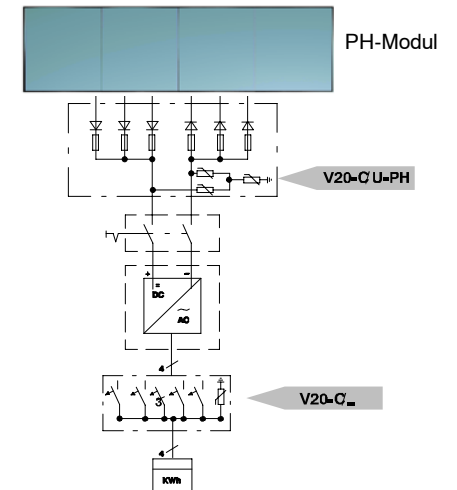 PH-Modul
V20-C/U-PH
+ −
=
DC
~
AC
4
3
V20-C/
4
KWh